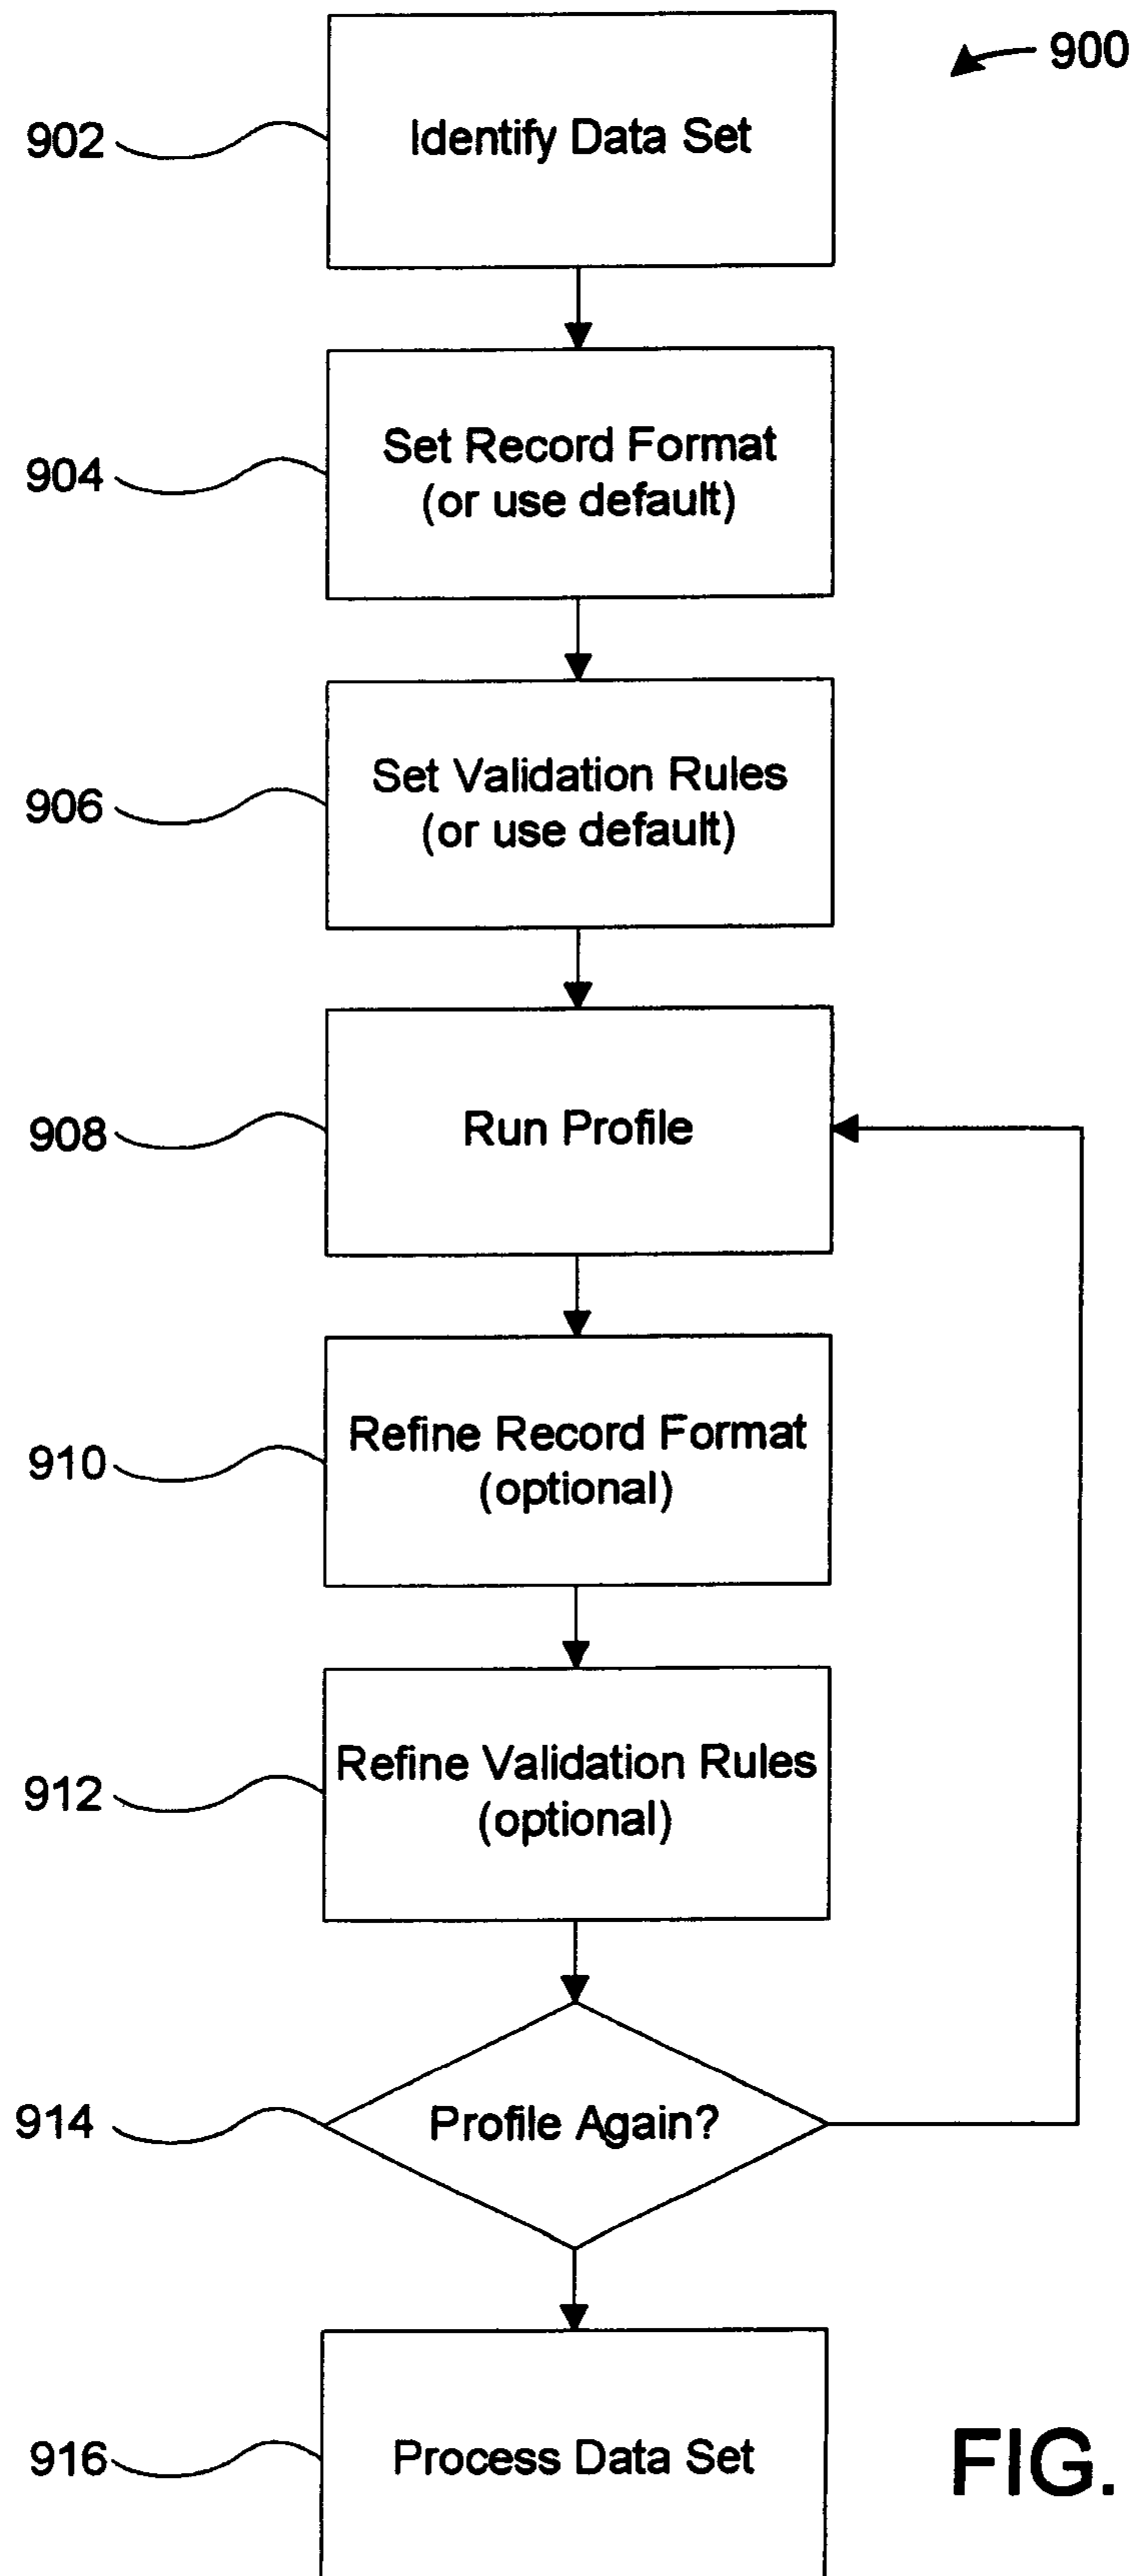 900
902
Identify Data Set
904
Set Record Format
(or use default)
906
Set Validation Rules
(or use default)
908
Run Profile
910
Refine Record Format
(optional)
912
Refine Validation Rules
(optional)
914
Profile Again?
916
Process Data Set
FIG.